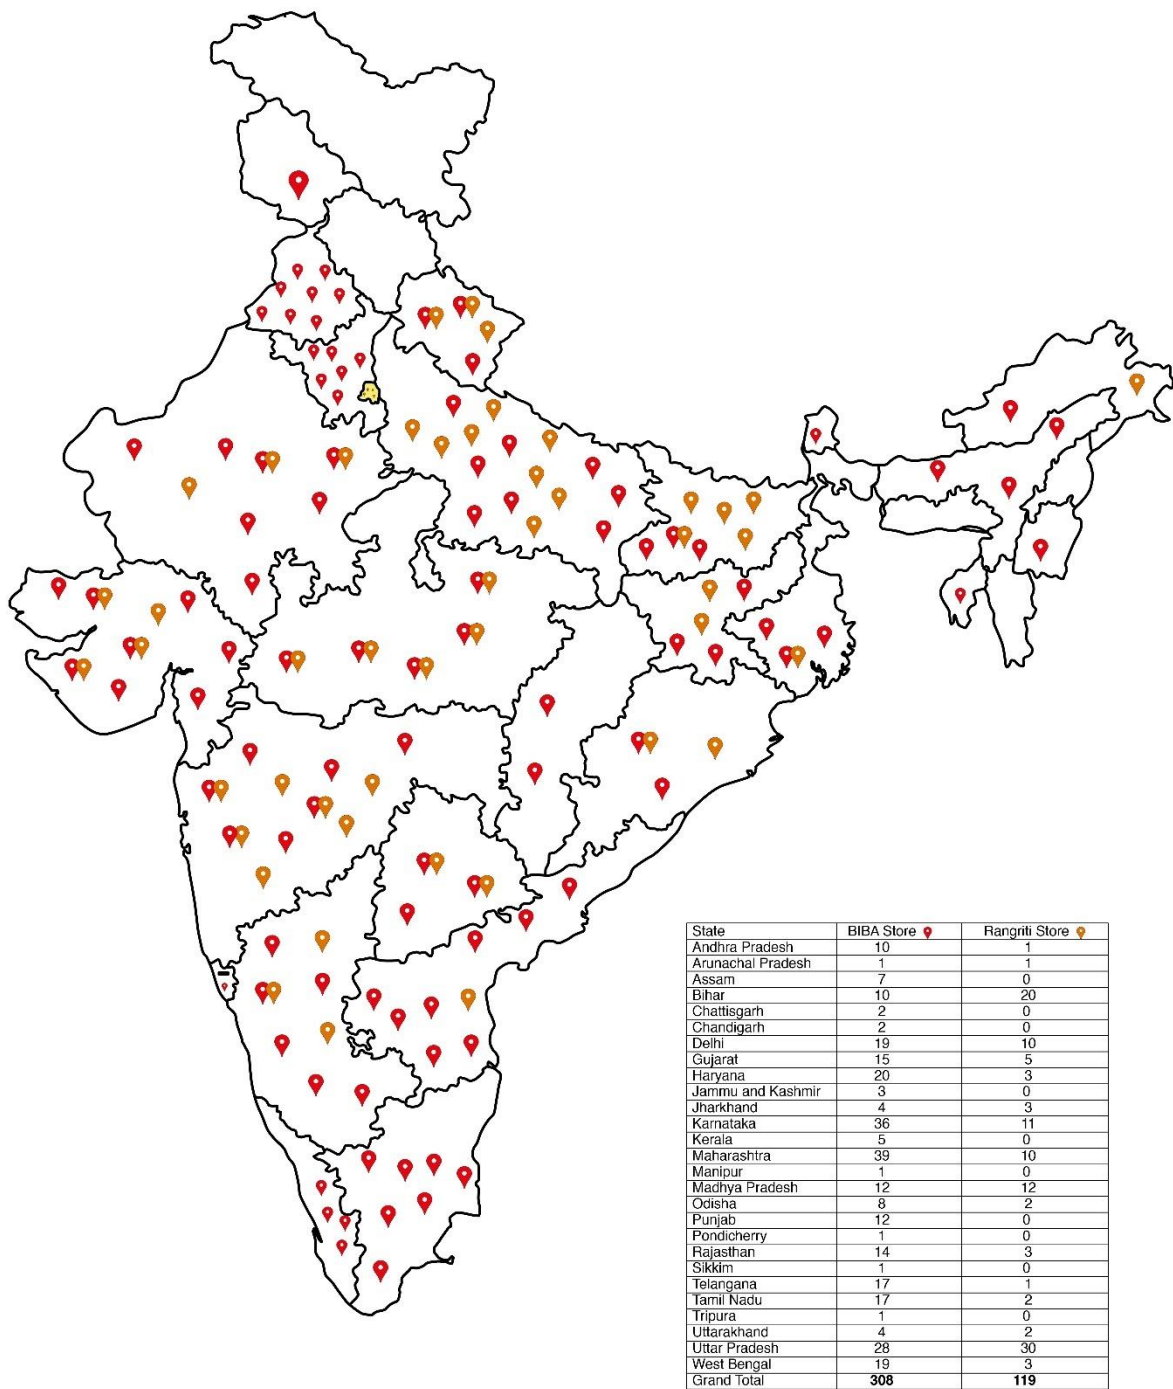 State BIBA Store Rangriti Store
Andhra Pradesh 10 1
Arunachal Pradesh 1 1
Assam 7 0
Bihar 10 20
Chattisgarh 2 0
Chandigarh 2 0
Delhi 19 10
Gujarat 15 5
Haryana 20 3
Jammu and Kashmir 3 0
Jharkhand 4 3
Karnataka 36 11
Kerala 5 0
Maharashtra 39 10
Manipur 1 0
Madhya Pradesh 12 12
Odisha 8 2
Punjab 12 0
Pondicherry 1 0
Rajasthan 14 3
Sikkim 1 0
Telangana 17 1
Tamil Nadu 17 2
Tripura 1 0
Uttarakhand 4 2
Uttar Pradesh 28 30
West Bengal 19 3
Grand Total 308 119